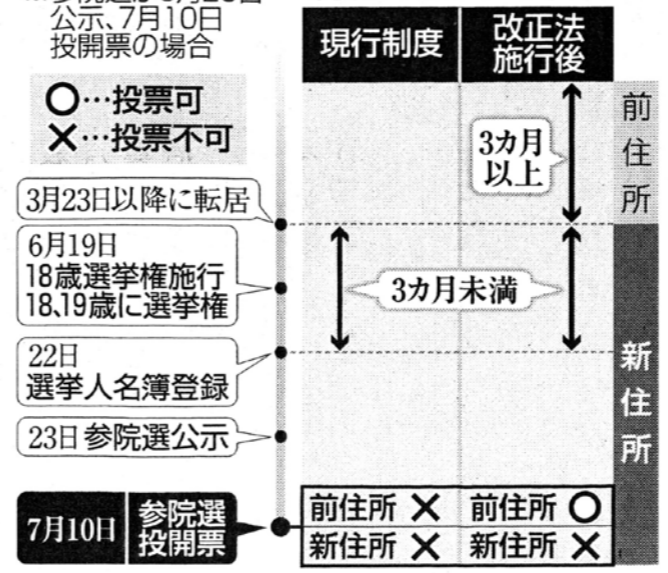 公示、7月10日
投開票の場合
○…投票可
×…投票不可
現行制度
改正法
施行後
前住所
3カ月
以上
3月23日以降に転居
6月19日
18歳選挙権施行
18、19歳に選挙権
3カ月未満
22日
選挙人名簿登録
新住所
23日 参院選公示
7月10日
参院選
投開票
前住所 × 前住所 ○
新住所 × 新住所 ×